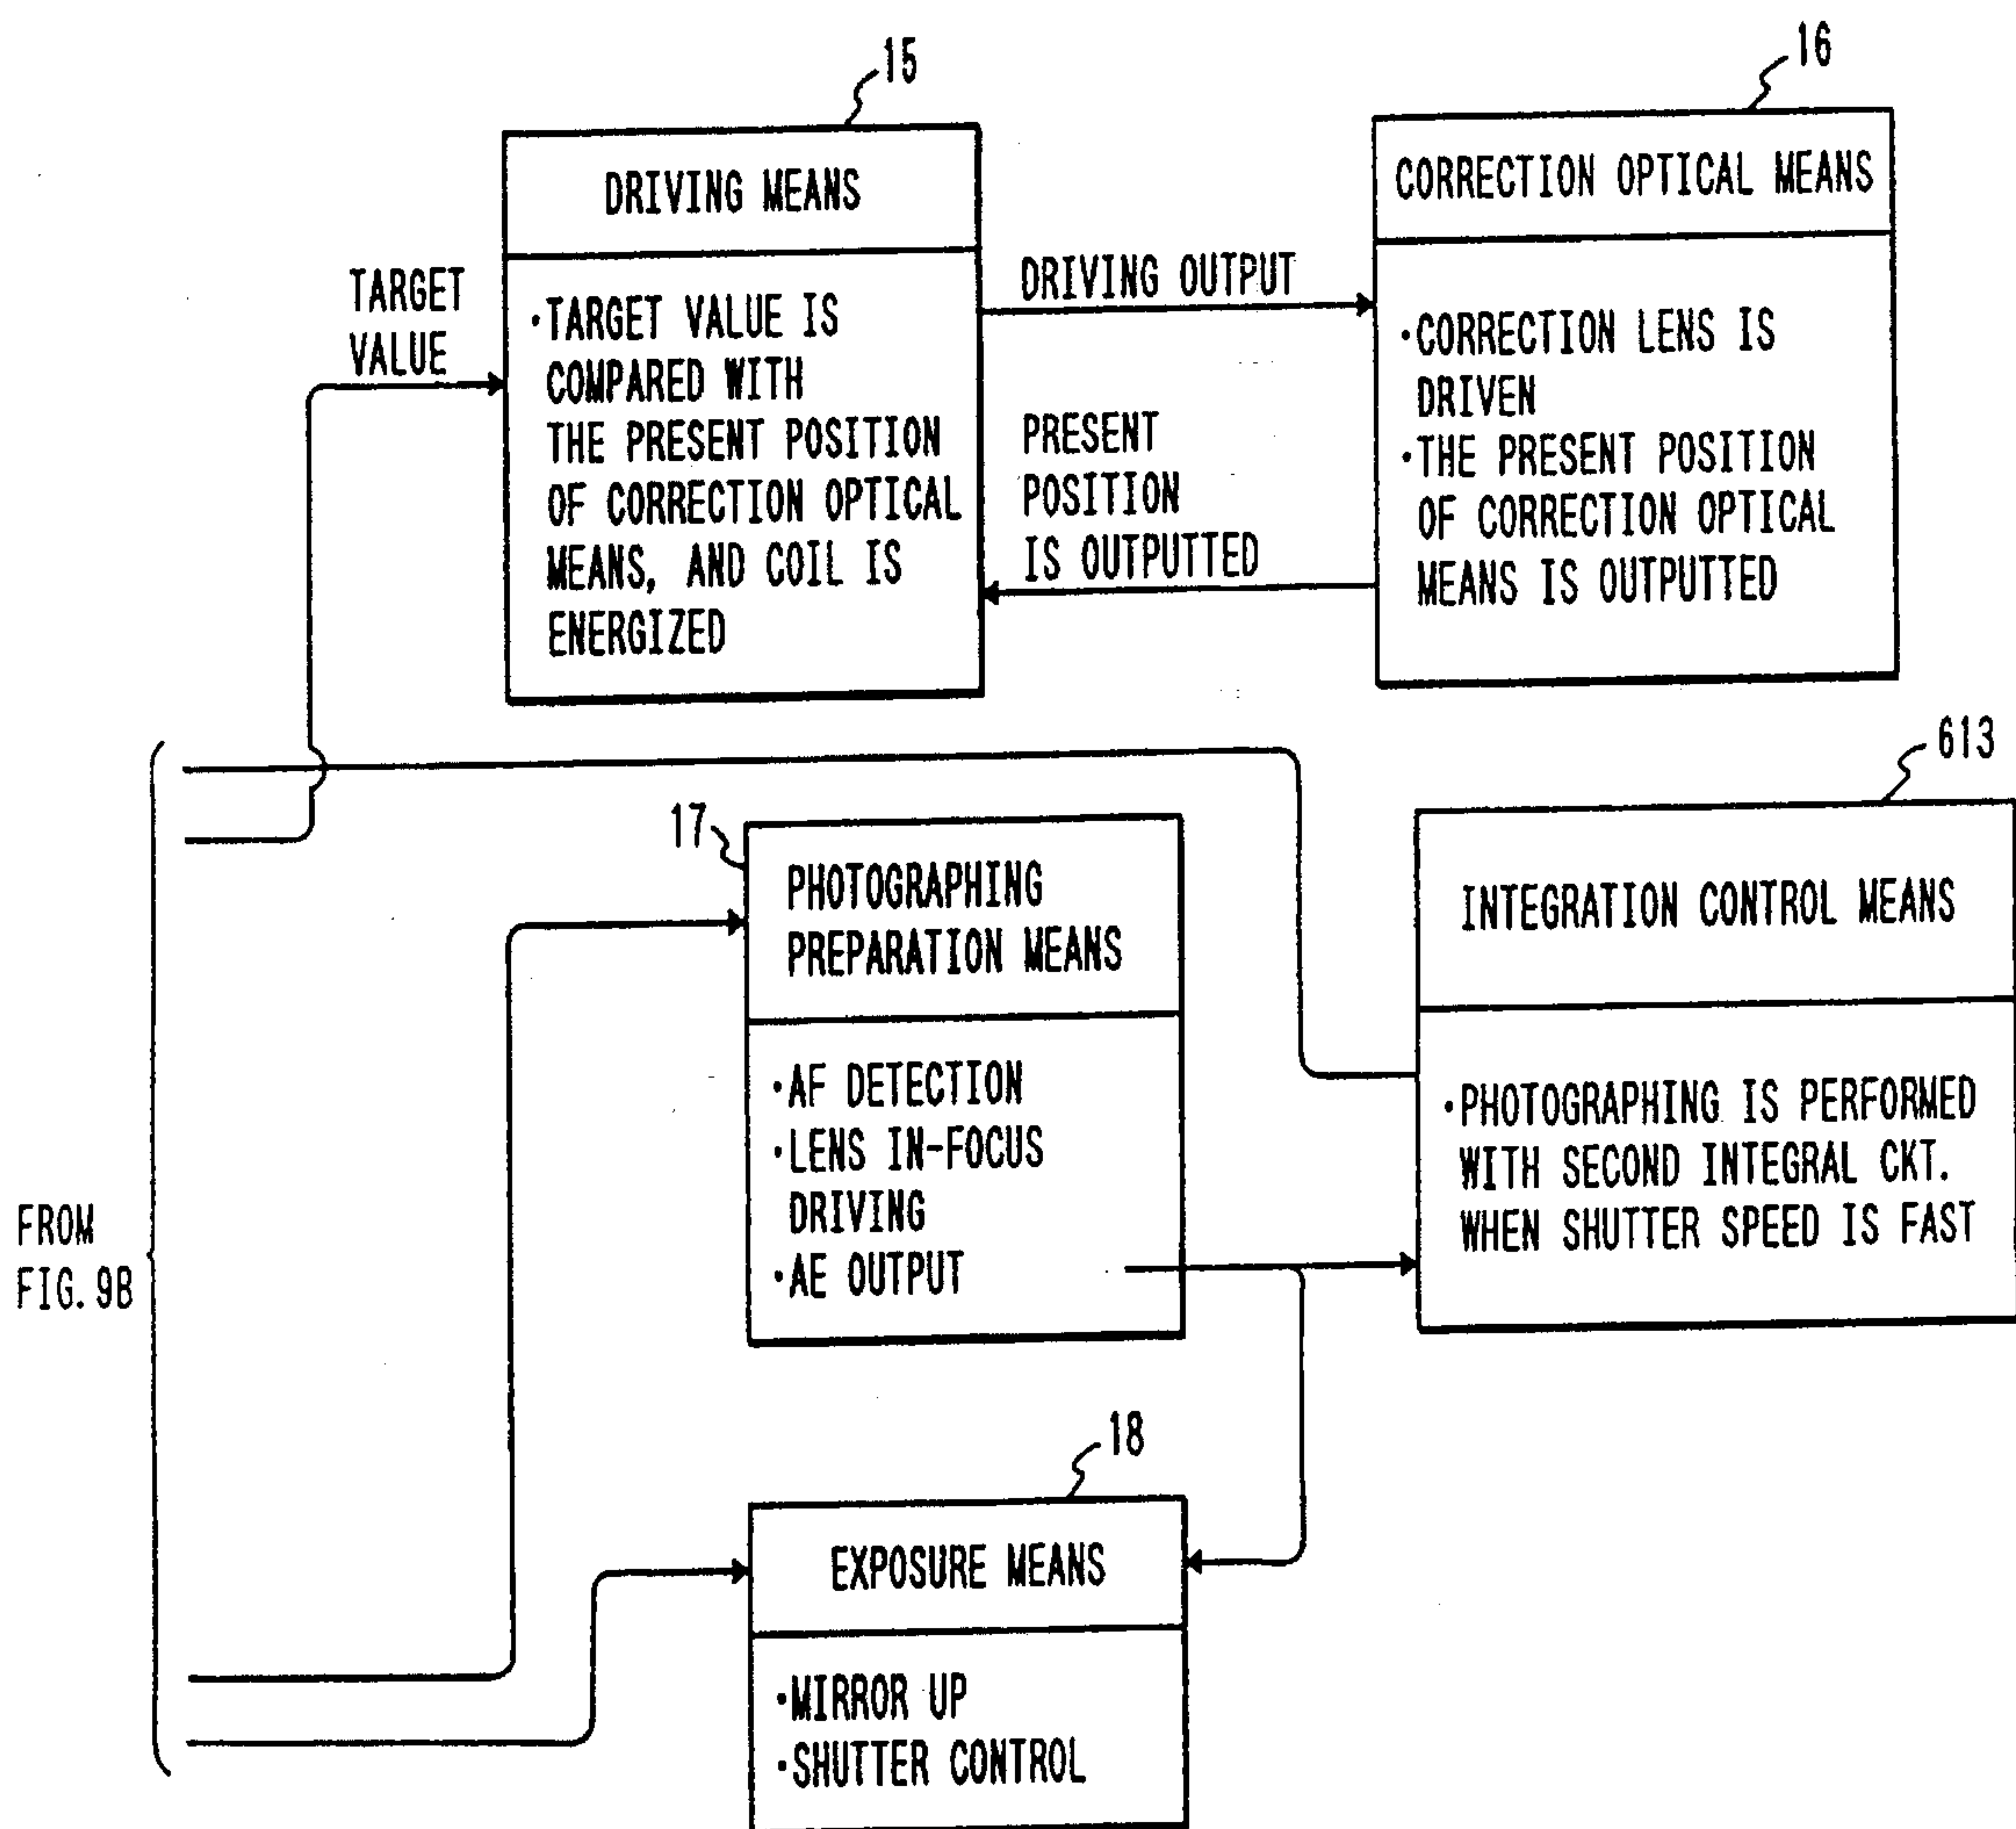 15
DRIVING MEANS
·TARGET VALUE IS
COMPARED WITH
THE PRESENT POSITION
OF CORRECTION OPTICAL
MEANS, AND COIL IS
ENERGIZED
TARGET
VALUE
DRIVING OUTPUT
PRESENT
POSITION
IS OUTPUTTED
16
CORRECTION OPTICAL MEANS
·CORRECTION LENS IS
DRIVEN
·THE PRESENT POSITION
OF CORRECTION OPTICAL
MEANS IS OUTPUTTED
FROM
FIG. 9B
17
PHOTOGRAPHING
PREPARATION MEANS
·AF DETECTION
·LENS IN-FOCUS
DRIVING
·AE OUTPUT
613
INTEGRATION CONTROL MEANS
·PHOTOGRAPHING IS PERFORMED
WITH SECOND INTEGRAL CKT.
WHEN SHUTTER SPEED IS FAST
18
EXPOSURE MEANS
·MIRROR UP
·SHUTTER CONTROL